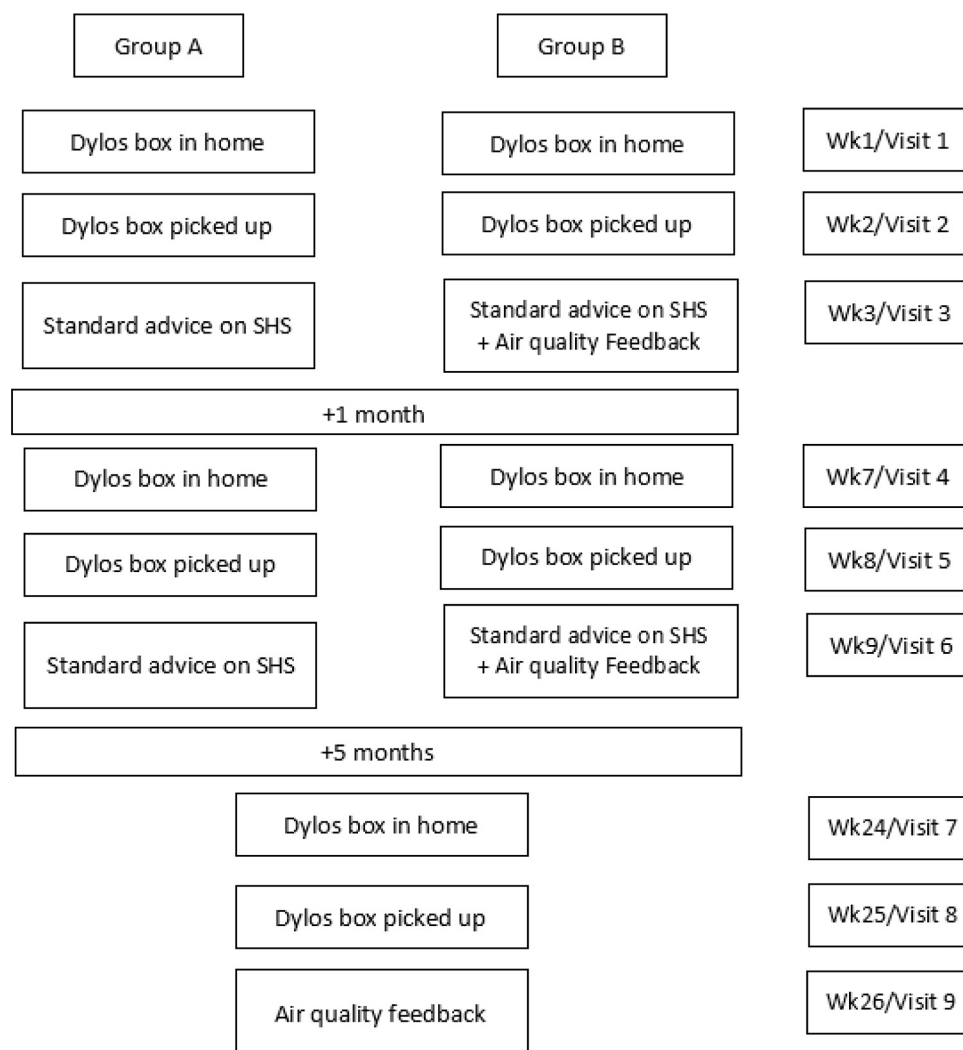 Group A
Group B
Dylos box in home
Dylos box in home
Wk1/Visit 1
Dylos box picked up
Dylos box picked up
Wk2/Visit 2
Standard advice on SHS
Standard advice on SHS
+ Air quality Feedback
Wk3/Visit 3
+1 month
Dylos box in home
Dylos box in home
Wk7/Visit 4
Dylos box picked up
Dylos box picked up
Wk8/Visit 5
Standard advice on SHS
Standard advice on SHS
+ Air quality Feedback
Wk9/Visit 6
+5 months
Dylos box in home
Wk24/Visit 7
Dylos box picked up
Wk25/Visit 8
Air quality feedback
Wk26/Visit 9